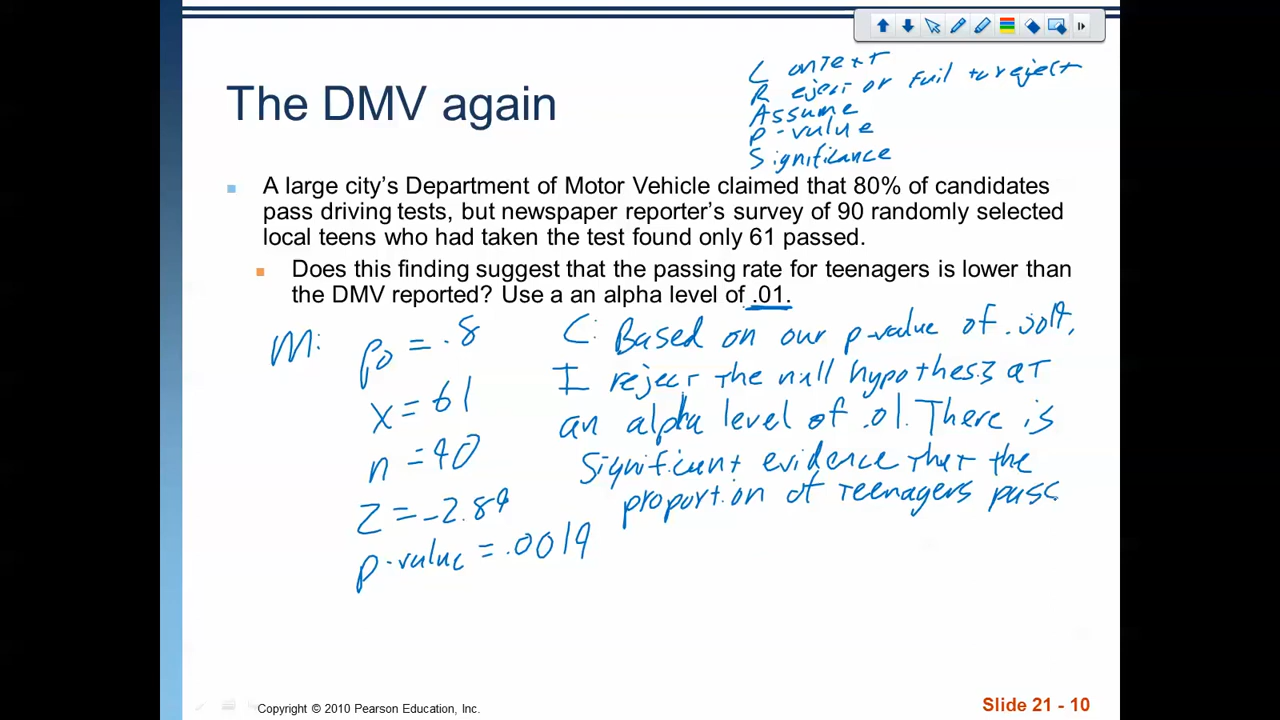 Context
Reject or fail to reject
Assume
P-value
Significance
The DMV again
A large city's Department of Motor Vehicle claimed that 80% of candidates
pass driving tests, but newspaper reporter's survey of 90 randomly selected
local teens who had taken the test found only 61 passed.
Does this finding suggest that the passing rate for teenagers is lower than
the DMV reported? Use a an alpha level of .01.
M: p0 = .8
x = 61
n = 90
z = -2.89
p-value = .0019
C: Based on our p-value of .0019,
I reject the null hypothesis at
an alpha level of .01. There is
significant evidence that the
proportion of teenagers pass
Copyright © 2010 Pearson Education, Inc.
Slide 21 - 10